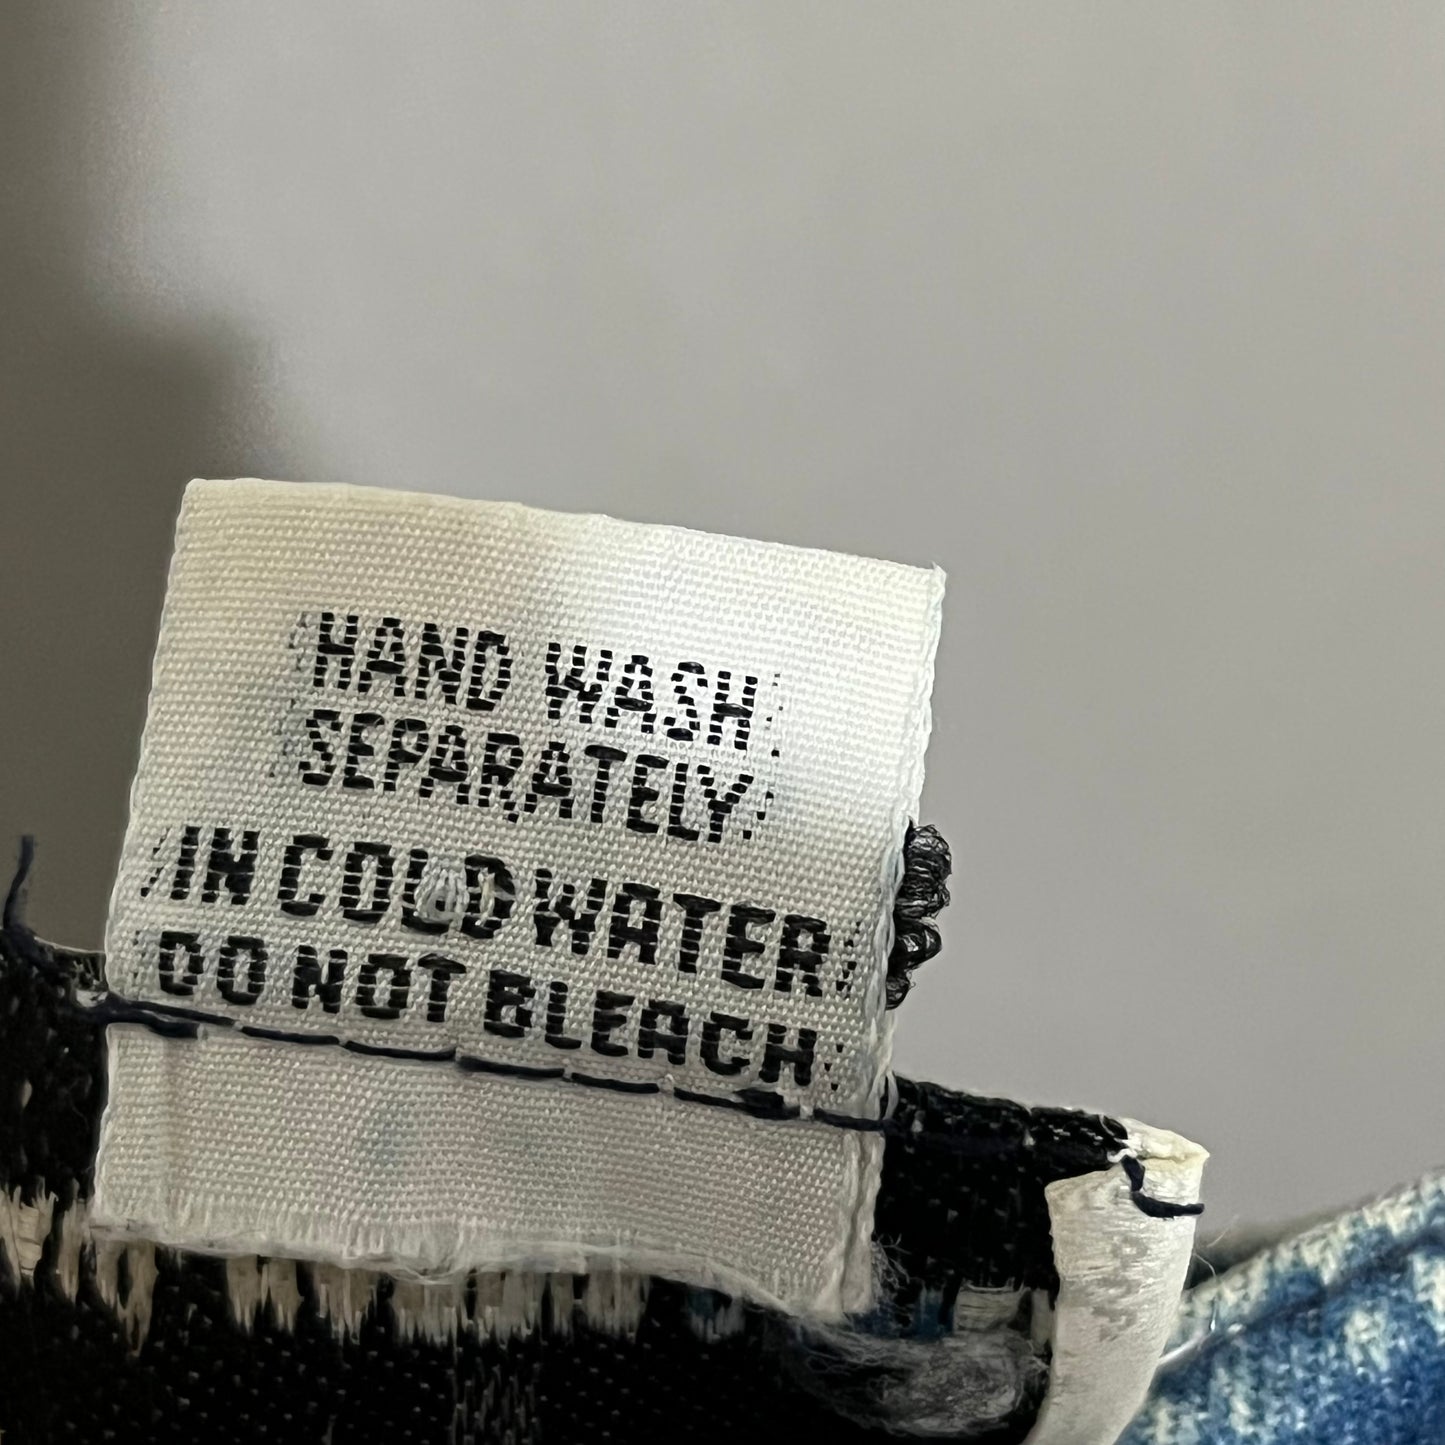 HAND WASH
SEPARATELY
IN COLD WATER
DO NOT BLEACH